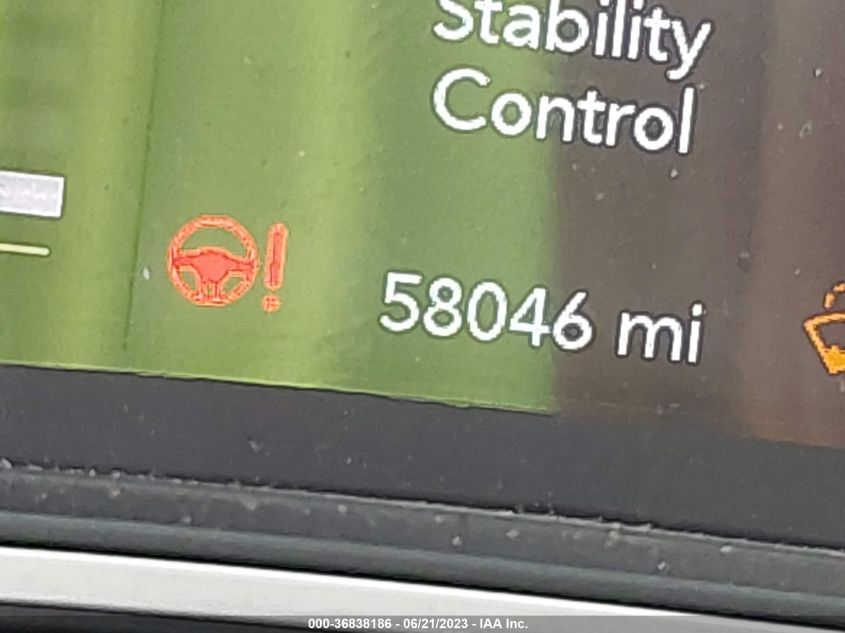 Stability
Control
58046 mi
000-36838186 - 06/21/2023 - IAA Inc.